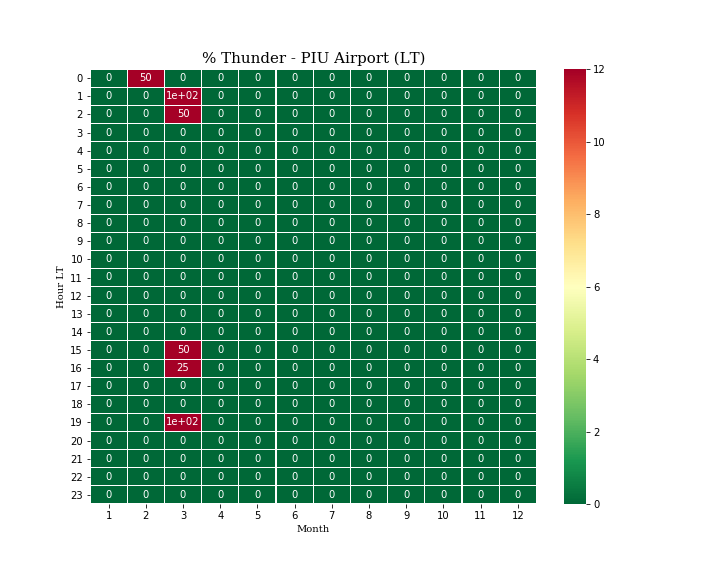 % Thunder - PIU Airport (LT)
0 0 50 0 0 0 0 0 0 0 0 0 0
1 0 0 1e+02 0 0 0 0 0 0 0 0 0
2 0 0 50 0 0 0 0 0 0 0 0 0
3 0 0 0 0 0 0 0 0 0 0 0 0
4 0 0 0 0 0 0 0 0 0 0 0 0
5 0 0 0 0 0 0 0 0 0 0 0 0
6 0 0 0 0 0 0 0 0 0 0 0 0
7 0 0 0 0 0 0 0 0 0 0 0 0
8 0 0 0 0 0 0 0 0 0 0 0 0
9 0 0 0 0 0 0 0 0 0 0 0 0
10 0 0 0 0 0 0 0 0 0 0 0 0
11 0 0 0 0 0 0 0 0 0 0 0 0
12 0 0 0 0 0 0 0 0 0 0 0 0
13 0 0 0 0 0 0 0 0 0 0 0 0
14 0 0 0 0 0 0 0 0 0 0 0 0
15 0 0 50 0 0 0 0 0 0 0 0 0
16 0 0 25 0 0 0 0 0 0 0 0 0
17 0 0 0 0 0 0 0 0 0 0 0 0
18 0 0 0 0 0 0 0 0 0 0 0 0
19 0 0 1e+02 0 0 0 0 0 0 0 0 0
20 0 0 0 0 0 0 0 0 0 0 0 0
21 0 0 0 0 0 0 0 0 0 0 0 0
22 0 0 0 0 0 0 0 0 0 0 0 0
23 0 0 0 0 0 0 0 0 0 0 0 0
1 2 3 4 5 6 7 8 9 10 11 12
Month
Hour LT
12
10
8
6
4
2
0